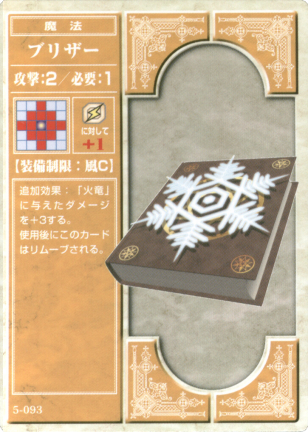 魔法
ブリザー
攻撃:2/必要:1
に対して
+1
【装備制限:風C】
追加効果:「火竜」
に与えたダメージ
を+3する。
使用後にこのカード
はリムーブされる。
5-093